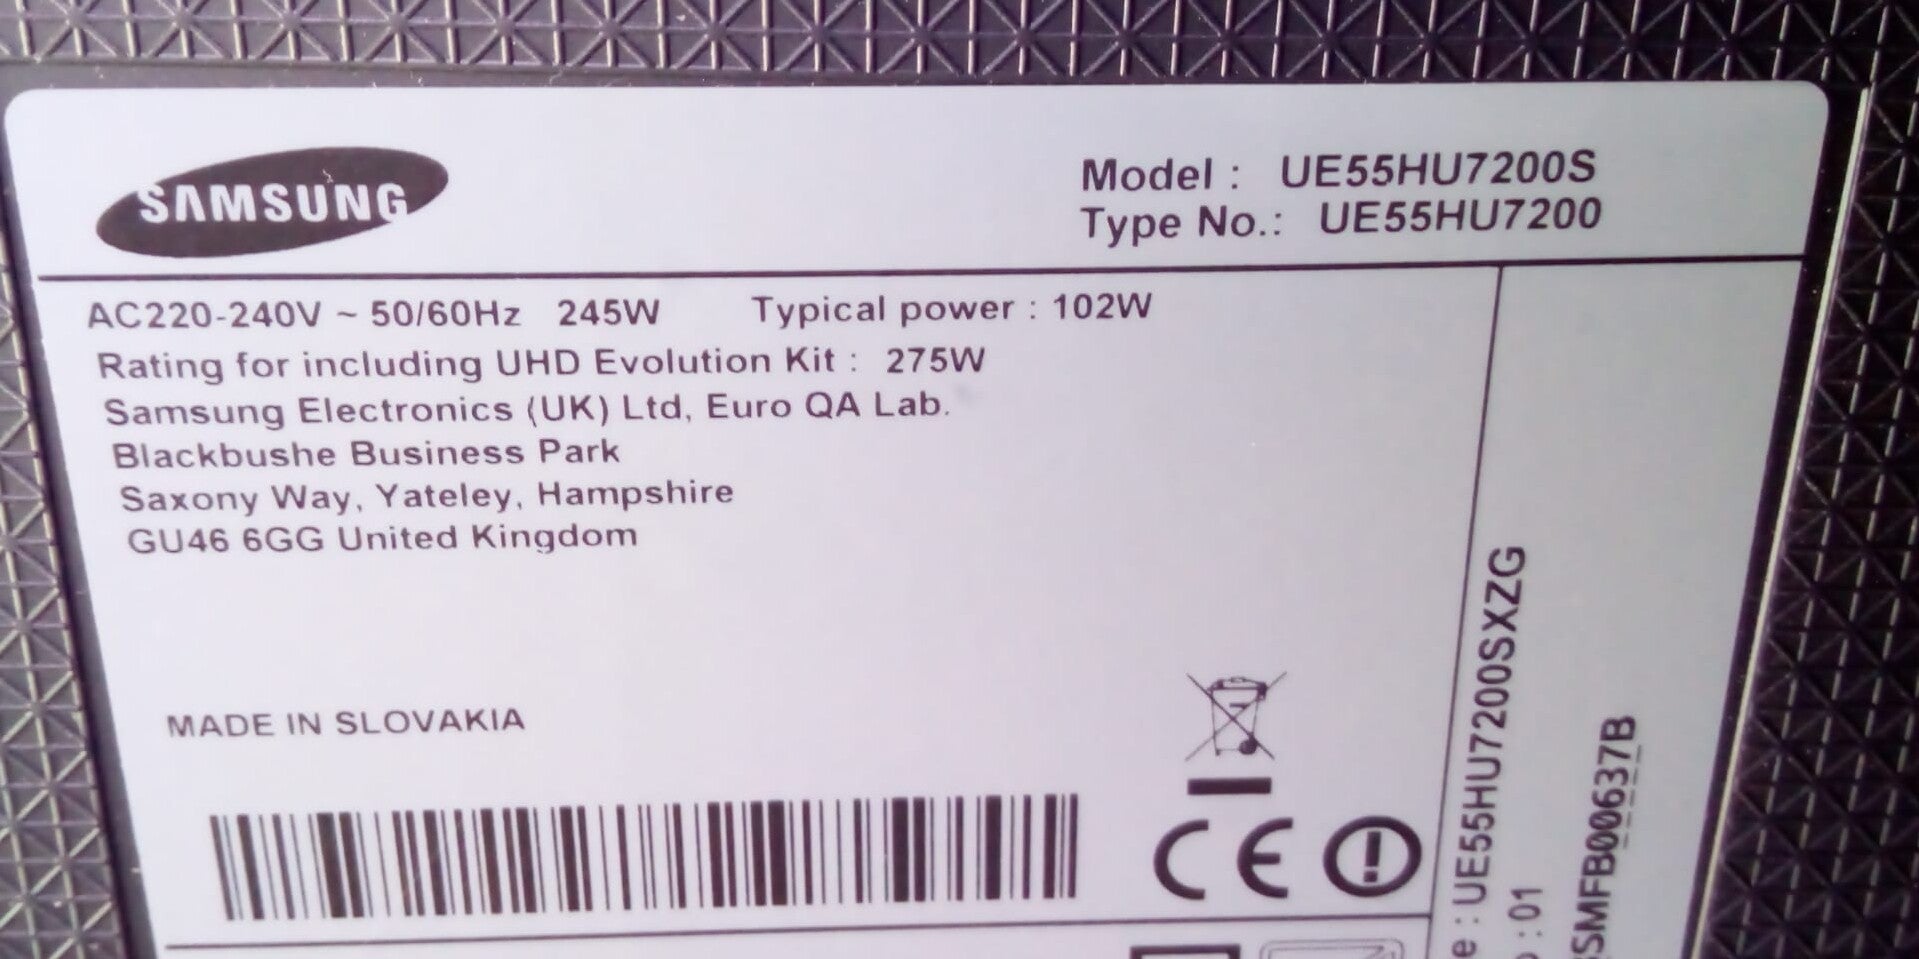 SAMSUNG
Model : UE55HU7200S
Type No.: UE55HU7200
AC220-240V ~ 50/60Hz 245W Typical power : 102W
Rating for including UHD Evolution Kit : 275W
Samsung Electronics (UK) Ltd, Euro QA Lab.
Blackbushe Business Park
Saxony Way, Yateley, Hampshire
GU46 6GG United Kingdom
MADE IN SLOVAKIA
CE
e : UE55HU7200SXZG
: 01
SMFB00637B